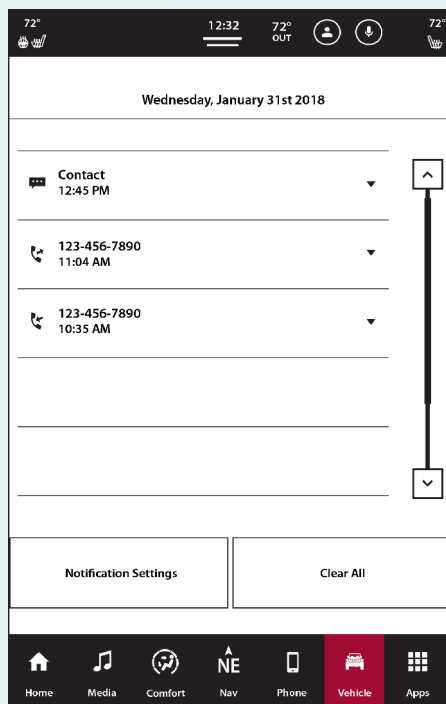 72°
12:32
72°
OUT
72°
Wednesday, January 31st 2018
Contact
12:45 PM
123-456-7890
11:04 AM
123-456-7890
10:35 AM
Notification Settings
Clear All
NE
Home
Media
Comfort
Nav
Phone
Vehicle
Apps